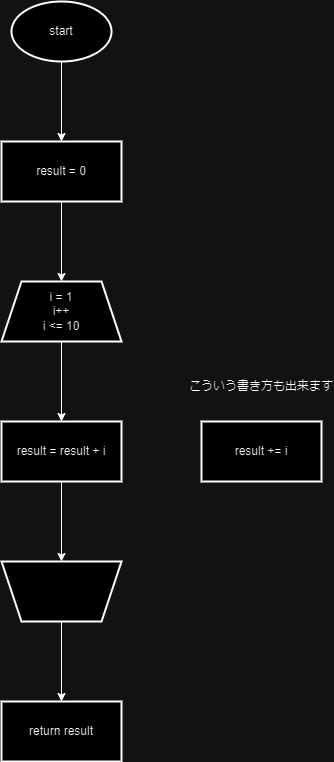 start
result = 0
i = 1
i++
i <= 10
こういう書き方も出来ます
result = result + i
result += i
return result